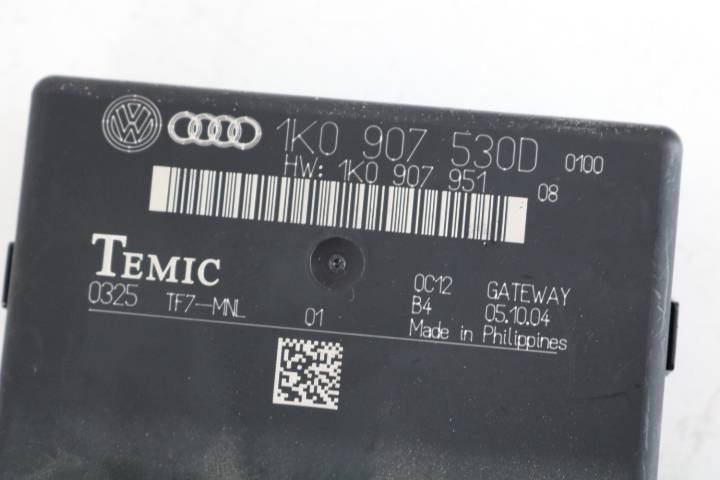 1K0 907 530D 0100
HW: 1K0 907 951 08
TEMIC
0325 TF7-MNL 01
0C12 GATEWAY
B4 05.10.04
Made in Philippines